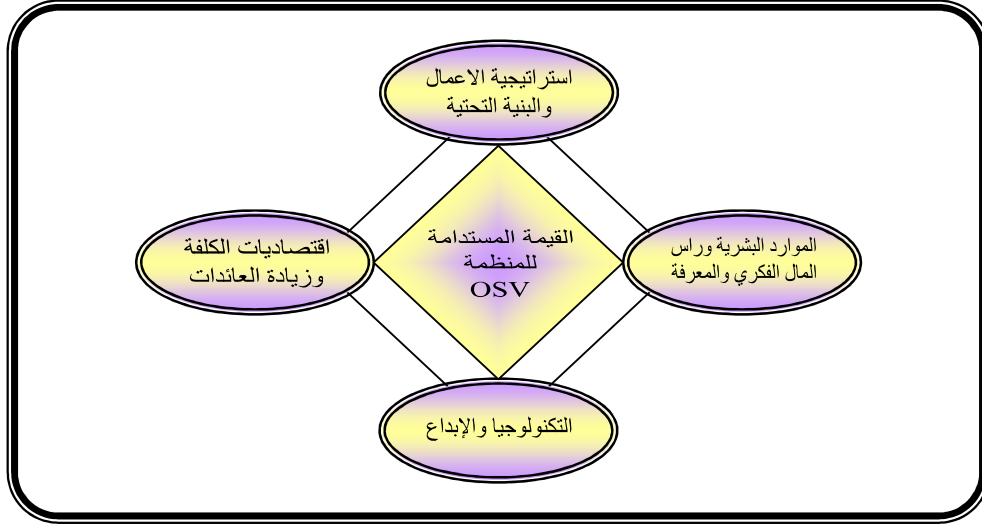 استراتيجية الاعمال
والبنية التحتية
الموارد البشرية وراس
المال الفكري والمعرفة
القيمة المستدامة
للمنظمة
OSV
اقتصاديات الكلفة
وزيادة العائدات
التكنولوجيا والإبداع